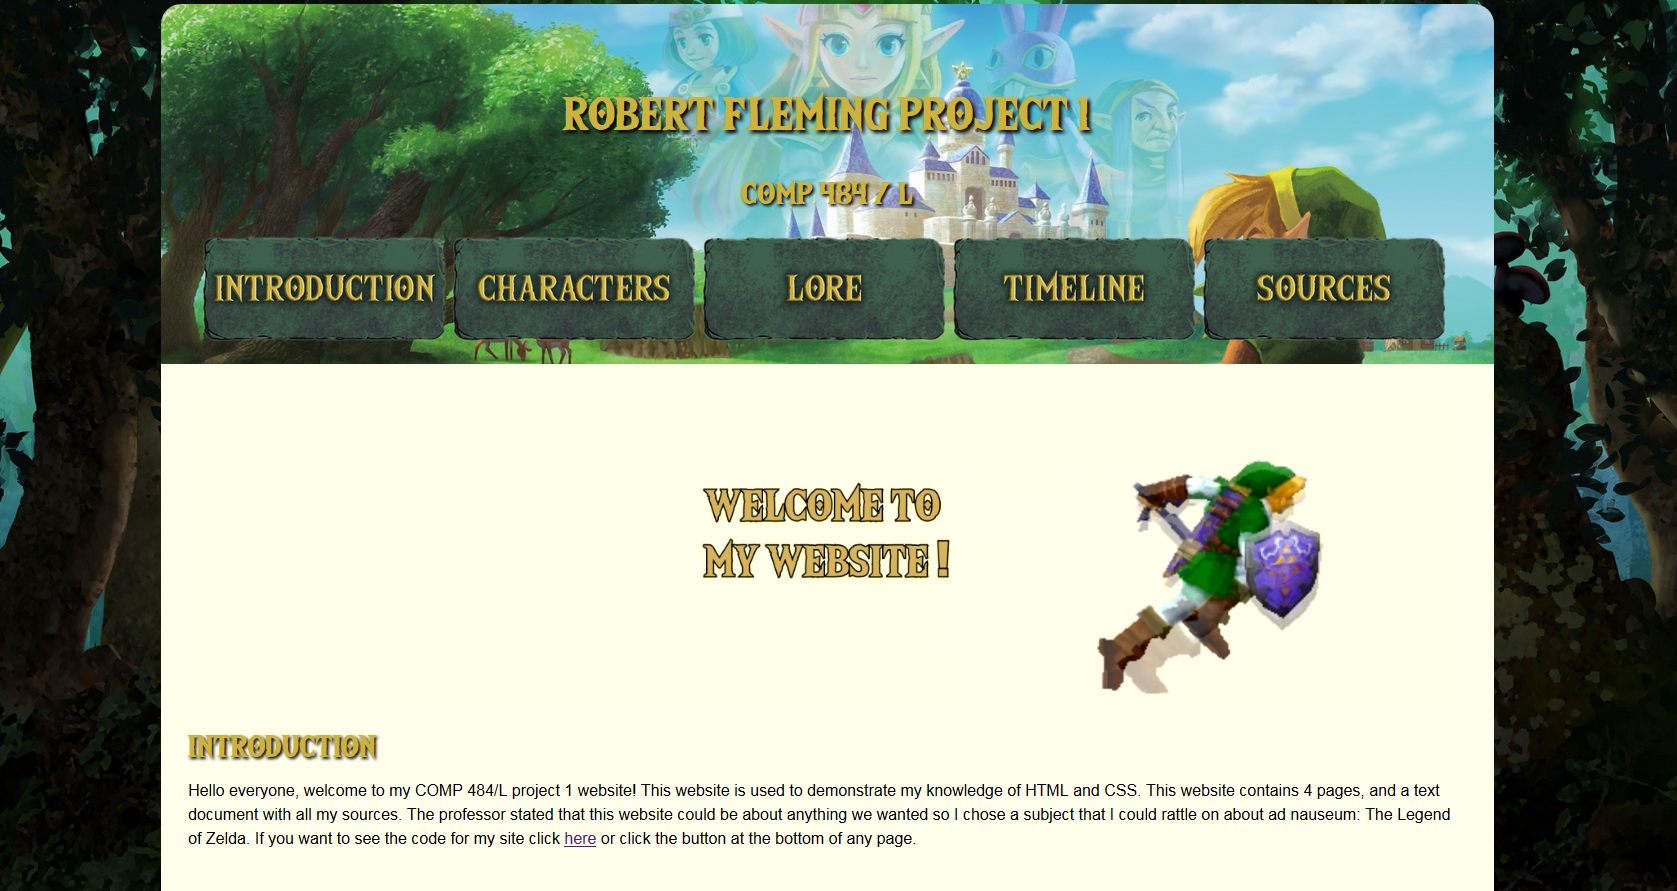 ROBERT FLEMING PROJECT 1
COMP 484 / L
INTRODUCTION
CHARACTERS
LORE
TIMELINE
SOURCES
WELCOME TO
MY WEBSITE!
INTRODUCTION
Hello everyone, welcome to my COMP 484/L project 1 website! This website is used to demonstrate my knowledge of HTML and CSS. This website contains 4 pages, and a text
document with all my sources. The professor stated that this website could be about anything we wanted so I chose a subject that I could rattle on about ad nauseum: The Legend
of Zelda. If you want to see the code for my site click here or click the button at the bottom of any page.